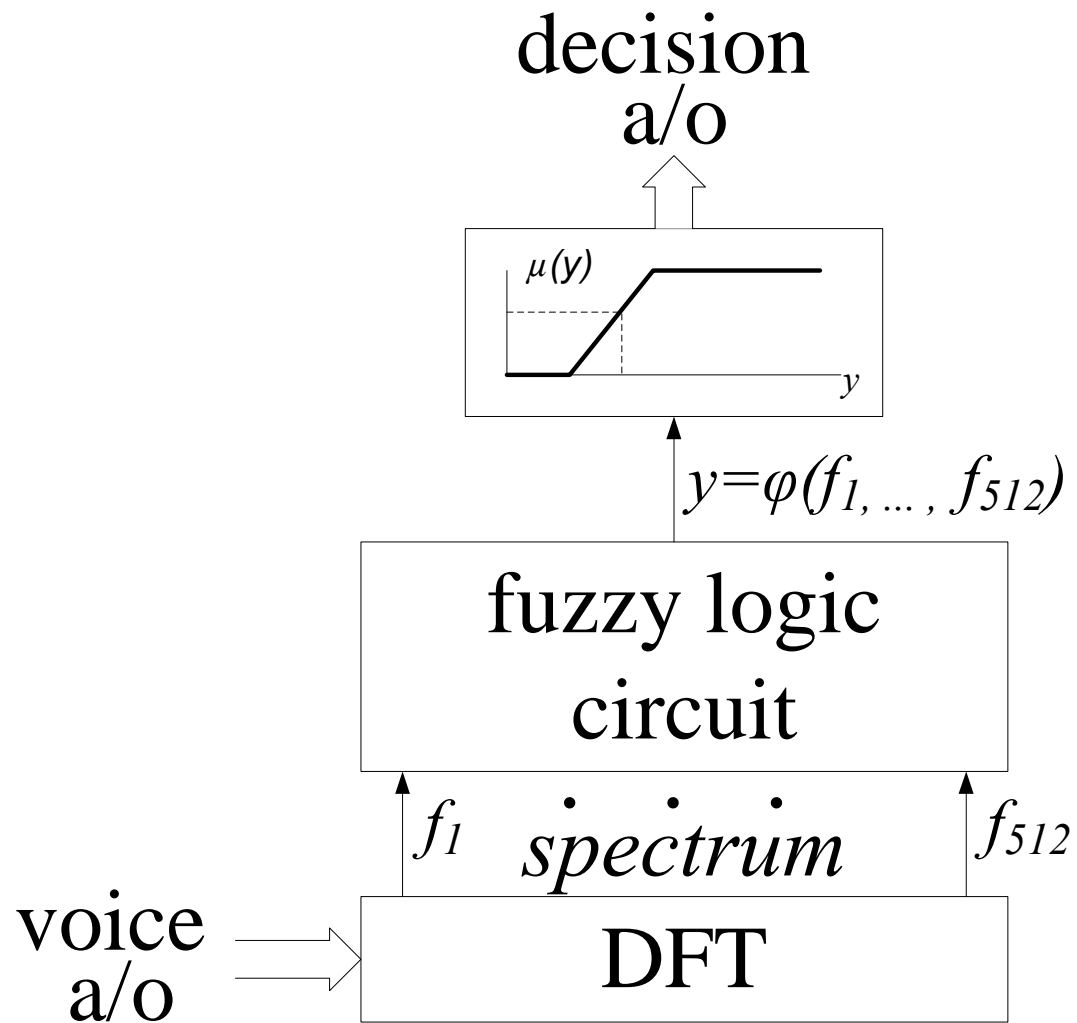 decision
a/o
μ(y)
y
y=φ(f1, ... , f512)
fuzzy logic
circuit
f1
spectrum
f512
voice
a/o
DFT